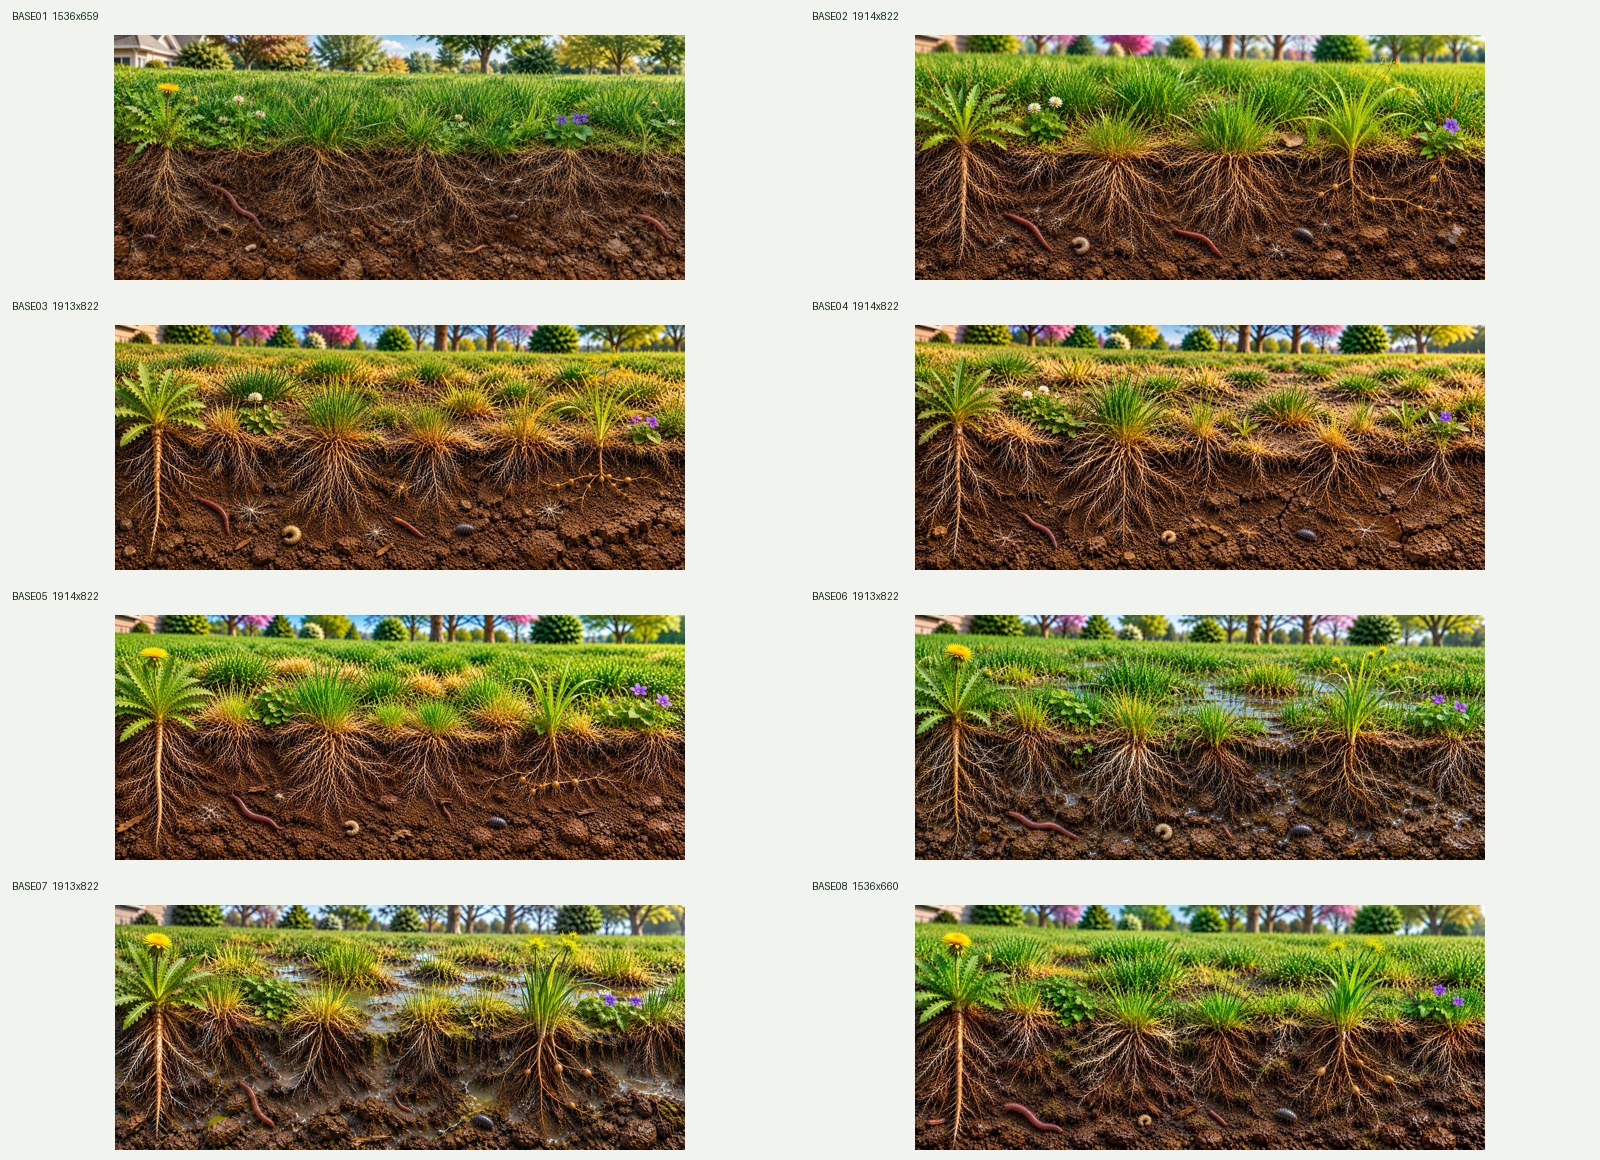 BASE01 1536x659
BASE02 1914x822
BASE03 1913x822
BASE04 1914x822
BASE05 1914x822
BASE06 1913x822
BASE07 1913x822
BASE08 1536x660